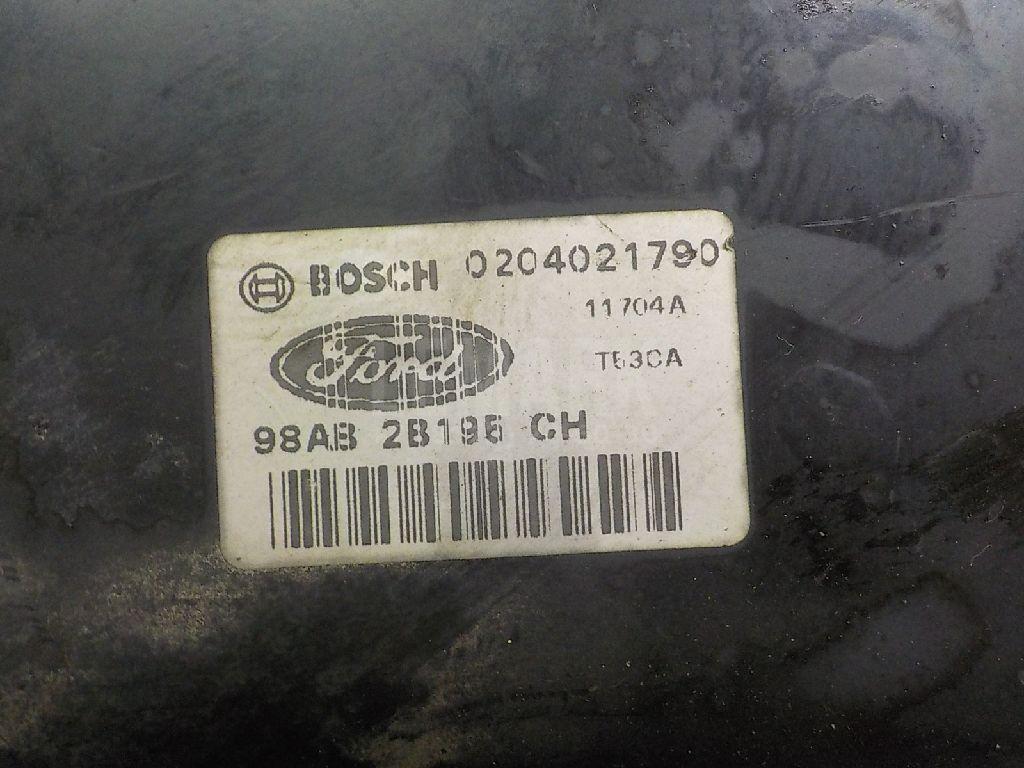 BOSCH 0204021790
11704A
Ford
T53CA
98AB 2B195 CH